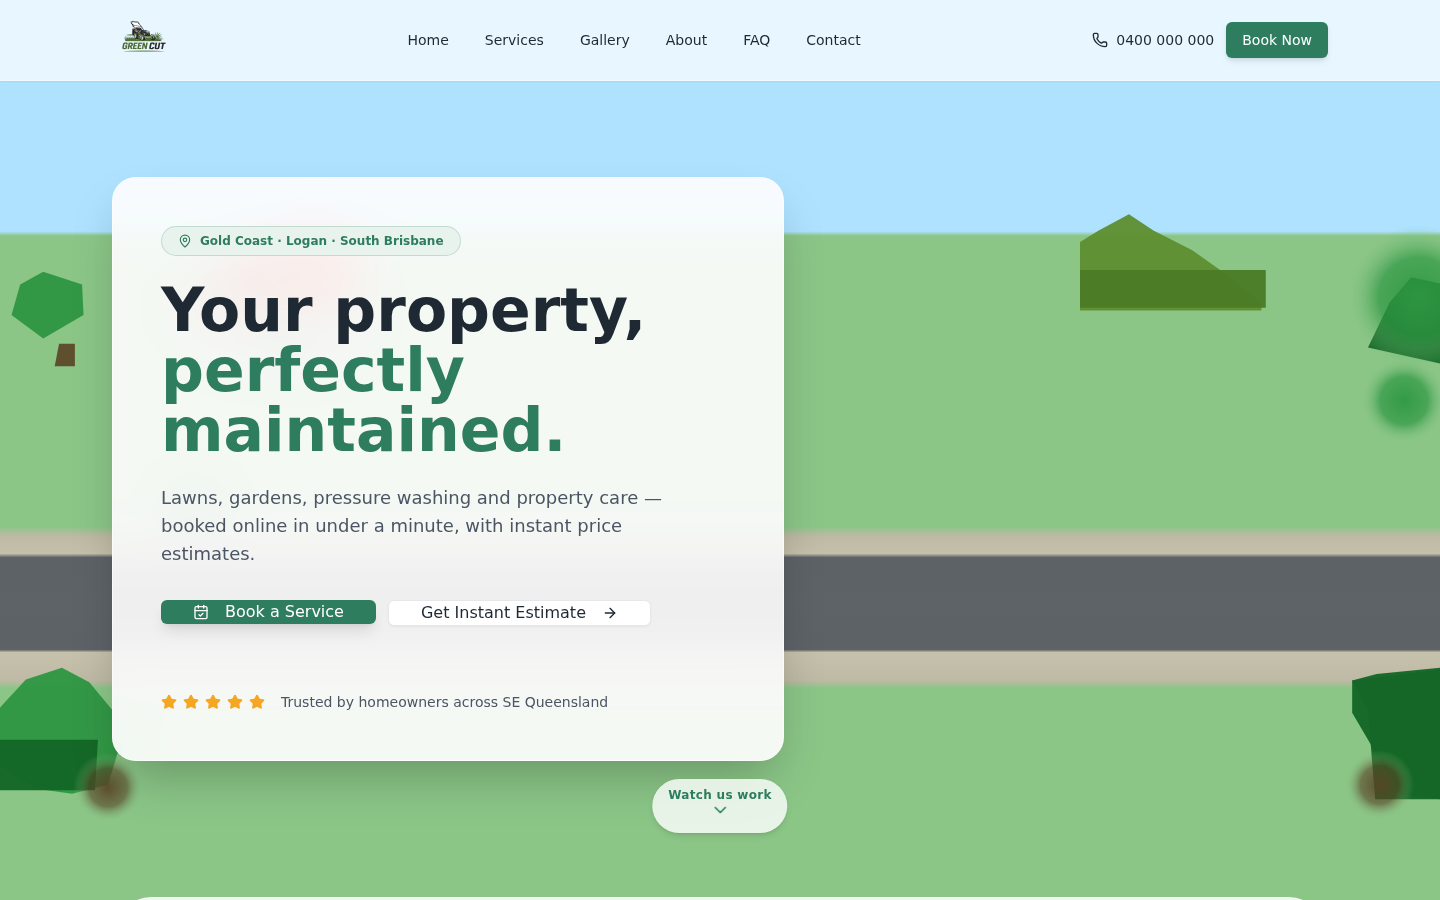 GREEN CUT
Home
Services
Gallery
About
FAQ
Contact
0400 000 000
Book Now
Gold Coast · Logan · South Brisbane
Your property,
perfectly
maintained.
Lawns, gardens, pressure washing and property care —
booked online in under a minute, with instant price
estimates.
Book a Service
Get Instant Estimate
Trusted by homeowners across SE Queensland
Watch us work